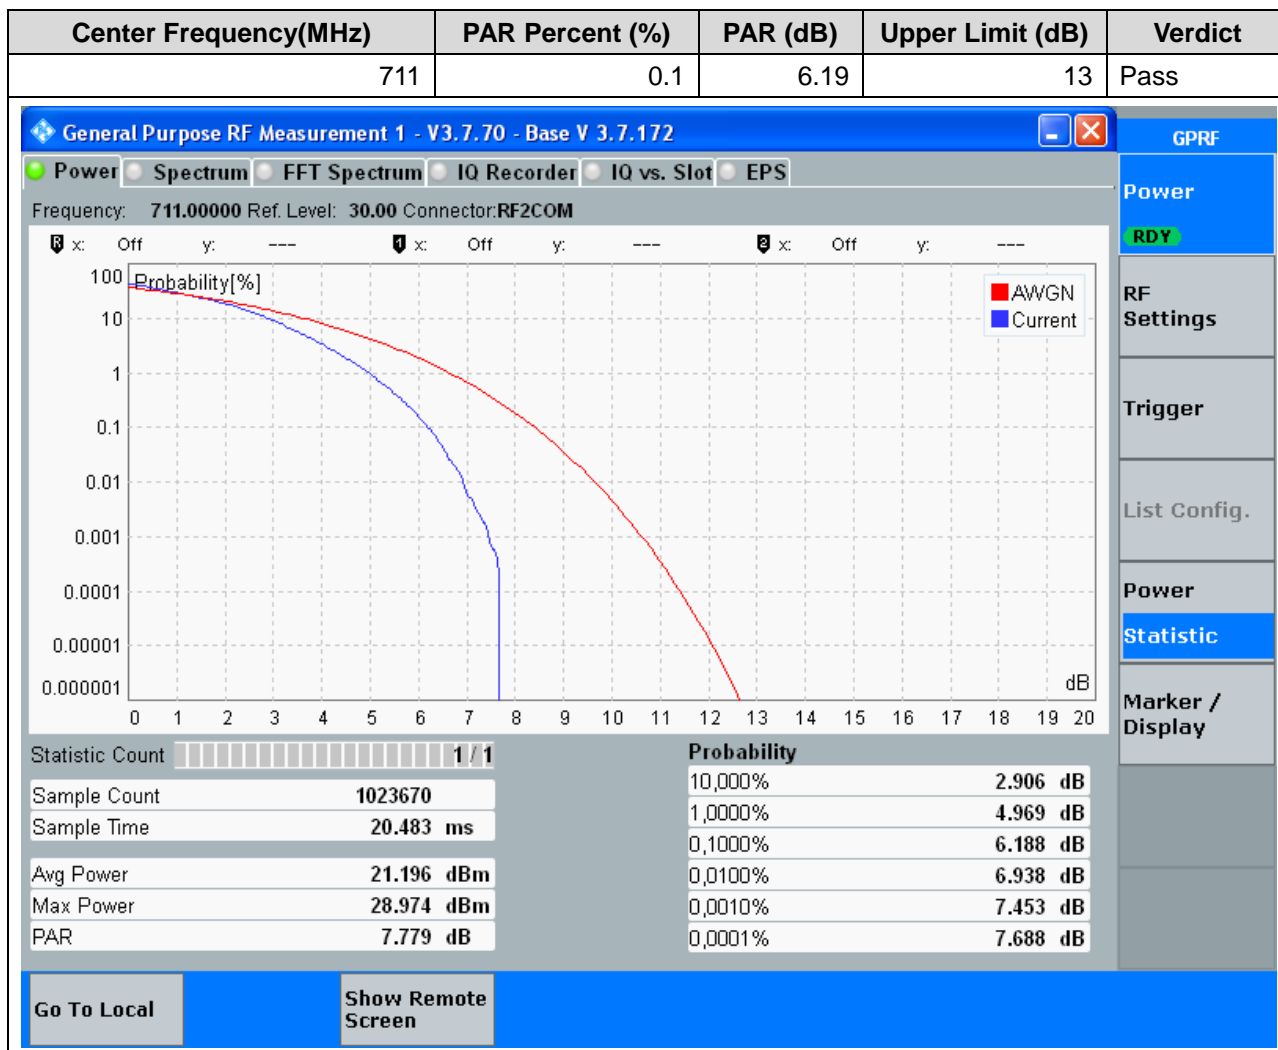 Center Frequency(MHz) PAR Percent (%) PAR (dB) Upper Limit (dB) Verdict
711 0.1 6.19 13 Pass
General Purpose RF Measurement 1 - V3.7.70 - Base V 3.7.172
GPRF
Power Spectrum FFT Spectrum IQ Recorder IQ vs. Slot EPS
Frequency: 711.00000 Ref. Level: 30.00 Connector:RF2COM
R x: Off y: --- 1 x: Off y: --- 2 x: Off y: ---
Probability[%]
AWGN
Current
100
10
1
0.1
0.01
0.001
0.0001
0.00001
0.000001
dB
0 1 2 3 4 5 6 7 8 9 10 11 12 13 14 15 16 17 18 19 20
Statistic Count 1 / 1
Sample Count 1023670
Sample Time 20.483 ms
Avg Power 21.196 dBm
Max Power 28.974 dBm
PAR 7.779 dB
Probability
10,000% 2.906 dB
1,0000% 4.969 dB
0,1000% 6.188 dB
0,0100% 6.938 dB
0,0010% 7.453 dB
0,0001% 7.688 dB
Power
RDY
RF
Settings
Trigger
List Config.
Power
Statistic
Marker /
Display
Go To Local
Show Remote
Screen